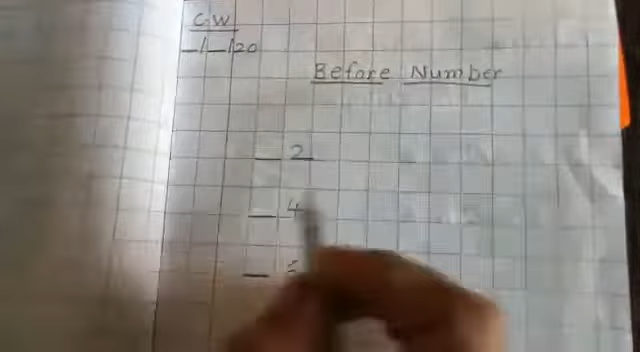 C.W
_/_/20
Before Number
_ 2
_ 4
_